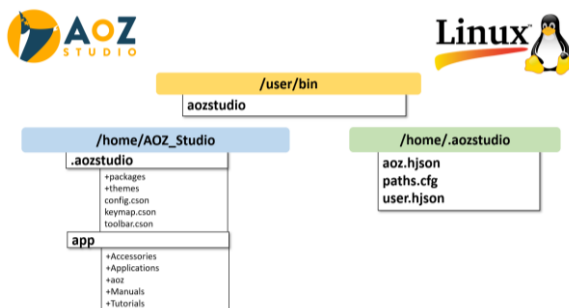 AOZ
STUDIO
Linux
/user/bin
aozstudio
/home/AOZ_Studio
.aozstudio
+packages
+themes
config.cson
keymap.cson
toolbar.cson
app
+Accessories
+Applications
+aoz
+Manuals
+Tutorials
/home/.aozstudio
aoz.hjson
paths.cfg
user.hjson